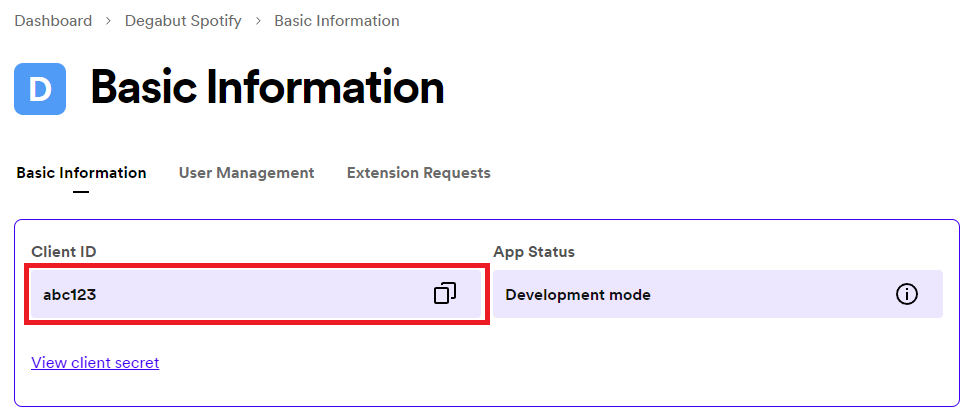 Dashboard > Degabut Spotify > Basic Information
D Basic Information
Basic Information User Management Extension Requests
Client ID App Status
abc123 Development mode
View client secret